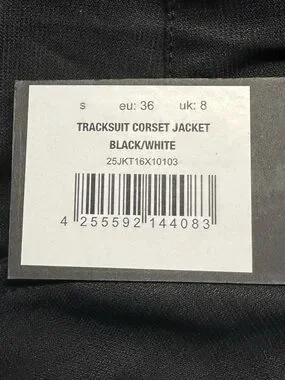 s eu: 36 uk: 8
TRACKSUIT CORSET JACKET
BLACK/WHITE
25JKT16X10103
4 255592 144083